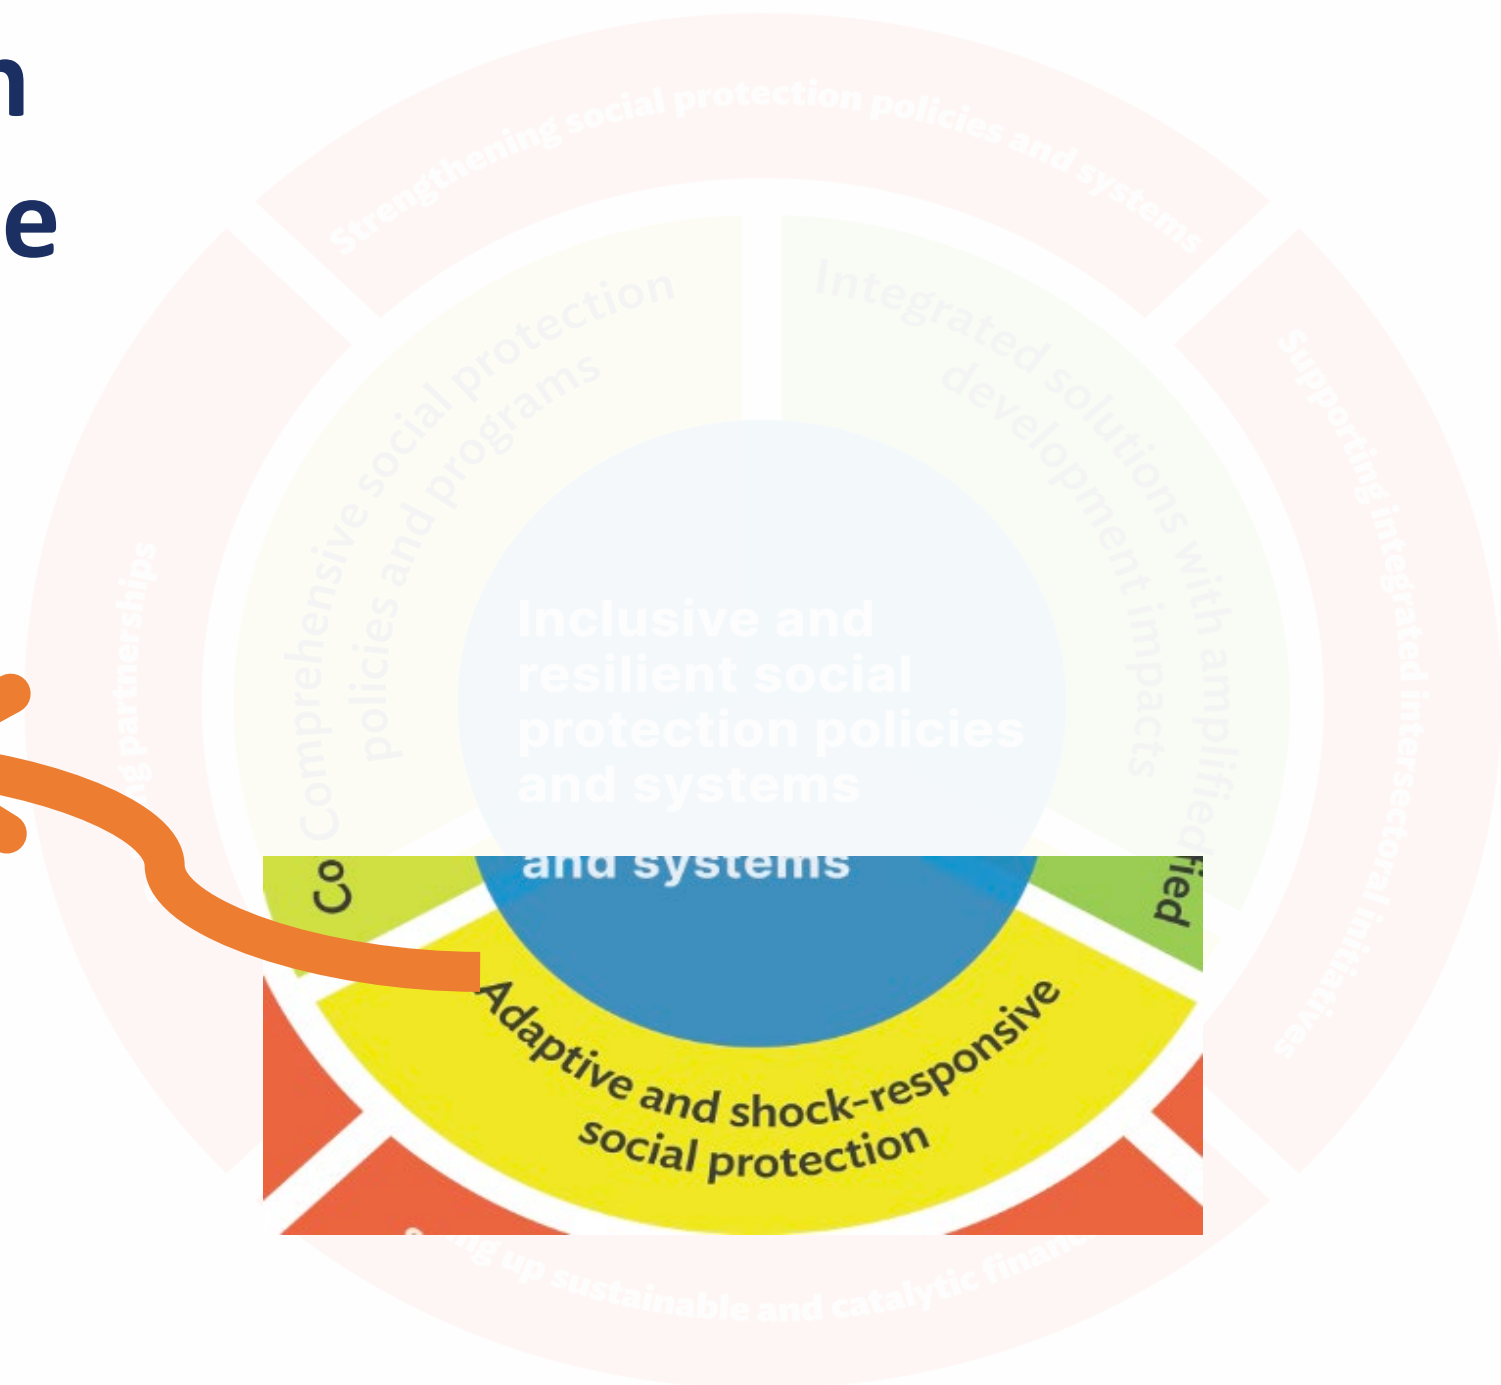 n
e
Strengthening social protection policies and systems
Comprehensive social protection
policies and programs
Integrated solutions with amplified
development impacts
Supporting integrated intersectoral initiatives
partnerships
Inclusive and
resilient social
protection policies
and systems
and systems
Co
fied
Adaptive and shock-responsive
social protection
up sustainable and catalytic